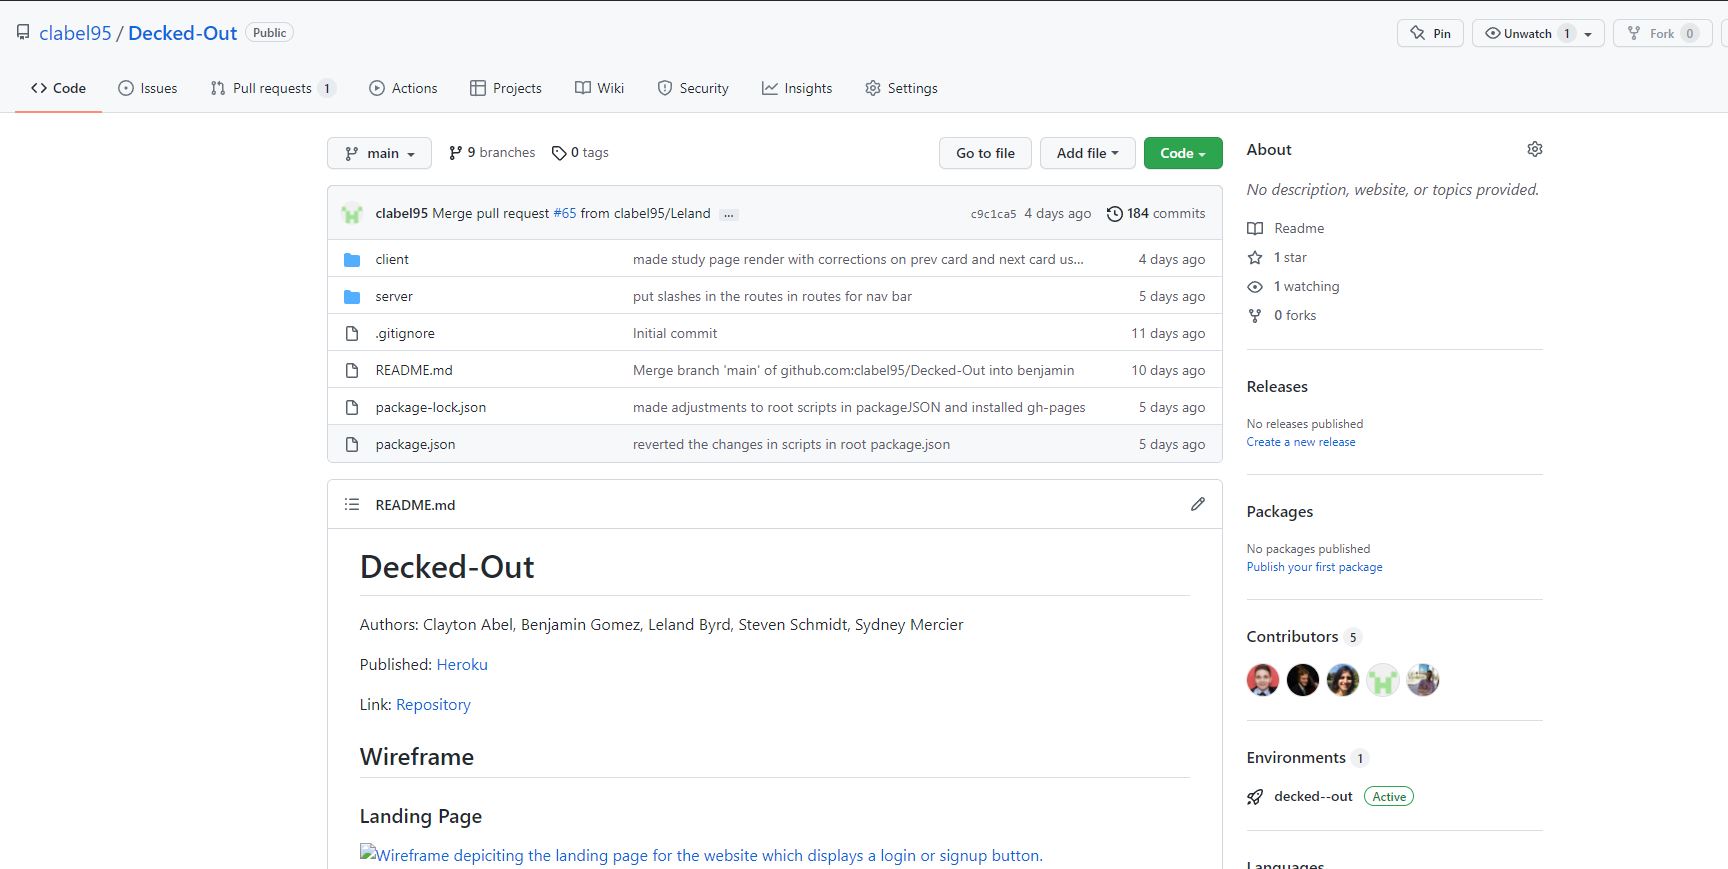 clabel95 / Decked-Out Public
Pin Unwatch 1 Fork 0
Code Issues Pull requests 1 Actions Projects Wiki Security Insights Settings
main 9 branches 0 tags Go to file Add file Code
clabel95 Merge pull request #65 from clabel95/Leland ... c9c1ca5 4 days ago 184 commits
client made study page render with corrections on prev card and next card us... 4 days ago
server put slashes in the routes in routes for nav bar 5 days ago
.gitignore Initial commit 11 days ago
README.md Merge branch 'main' of github.com:clabel95/Decked-Out into benjamin 10 days ago
package-lock.json made adjustments to root scripts in packageJSON and installed gh-pages 5 days ago
package.json reverted the changes in scripts in root package.json 5 days ago
README.md
Decked-Out
Authors: Clayton Abel, Benjamin Gomez, Leland Byrd, Steven Schmidt, Sydney Mercier
Published: Heroku
Link: Repository
Wireframe
Landing Page
Wireframe depiciting the landing page for the website which displays a login or signup button.
About
No description, website, or topics provided.
Readme
1 star
1 watching
0 forks
Releases
No releases published
Create a new release
Packages
No packages published
Publish your first package
Contributors 5
Environments 1
decked--out Active
Languages